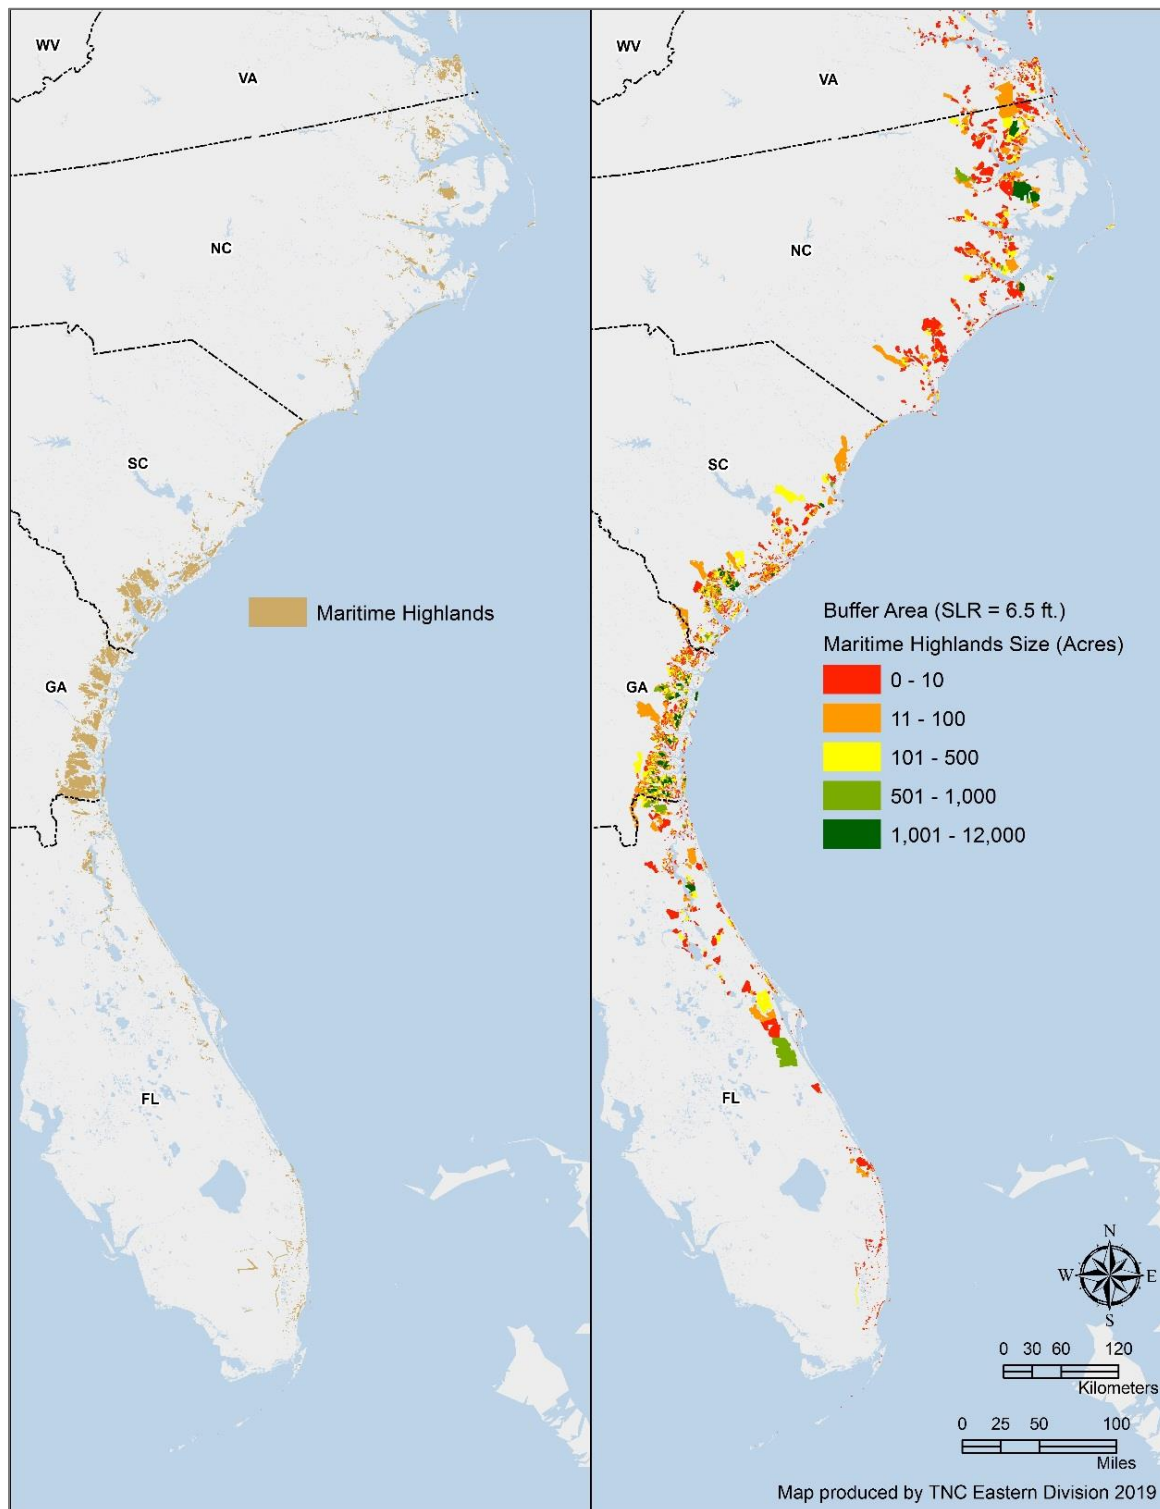 WV
VA
NC
SC
GA
FL
Maritime Highlands
WV
VA
NC
SC
GA
FL
Buffer Area (SLR = 6.5 ft.)
Maritime Highlands Size (Acres)
0 - 10
11 - 100
101 - 500
501 - 1,000
1,001 - 12,000
N
W E
S
0 30 60 120
Kilometers
0 25 50 100
Miles
Map produced by TNC Eastern Division 2019